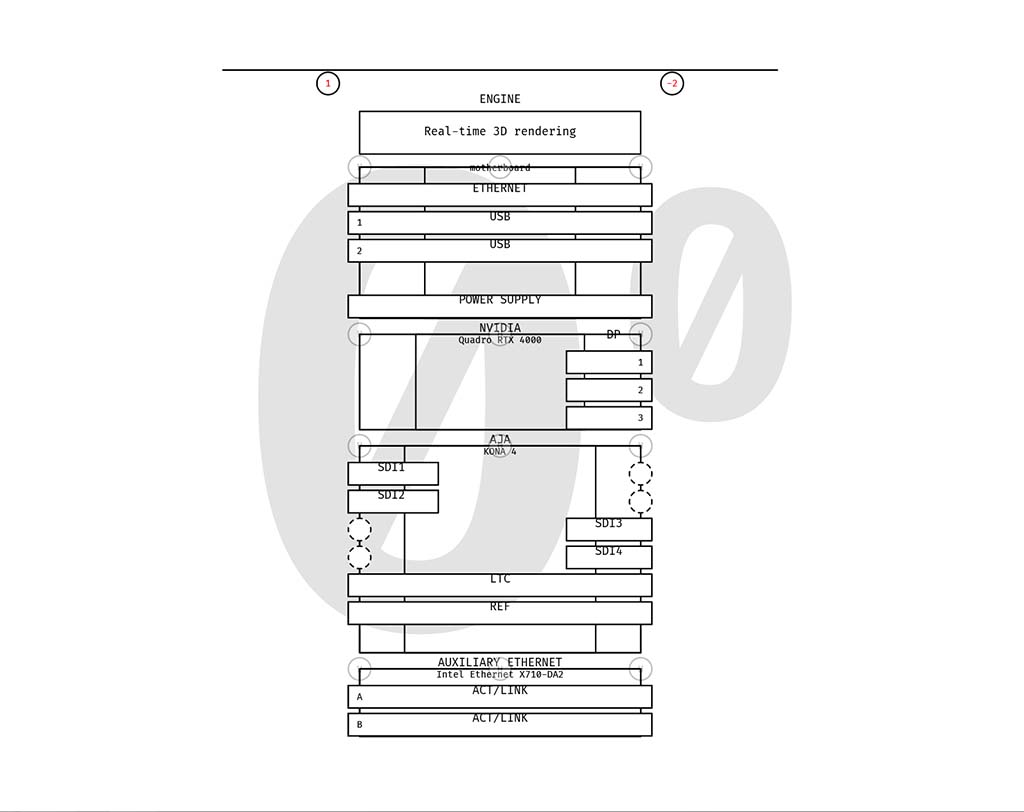 1
-2
ENGINE
Real-time 3D rendering
motherboard
ETHERNET
1 USB
2 USB
POWER SUPPLY
NVIDIA
Quadro RTX 4000
DP
1
2
3
AJA
KONA 4
SDI1
SDI2
SDI3
SDI4
LTC
REF
AUXILIARY ETHERNET
Intel Ethernet X710-DA2
A ACT/LINK
B ACT/LINK
00